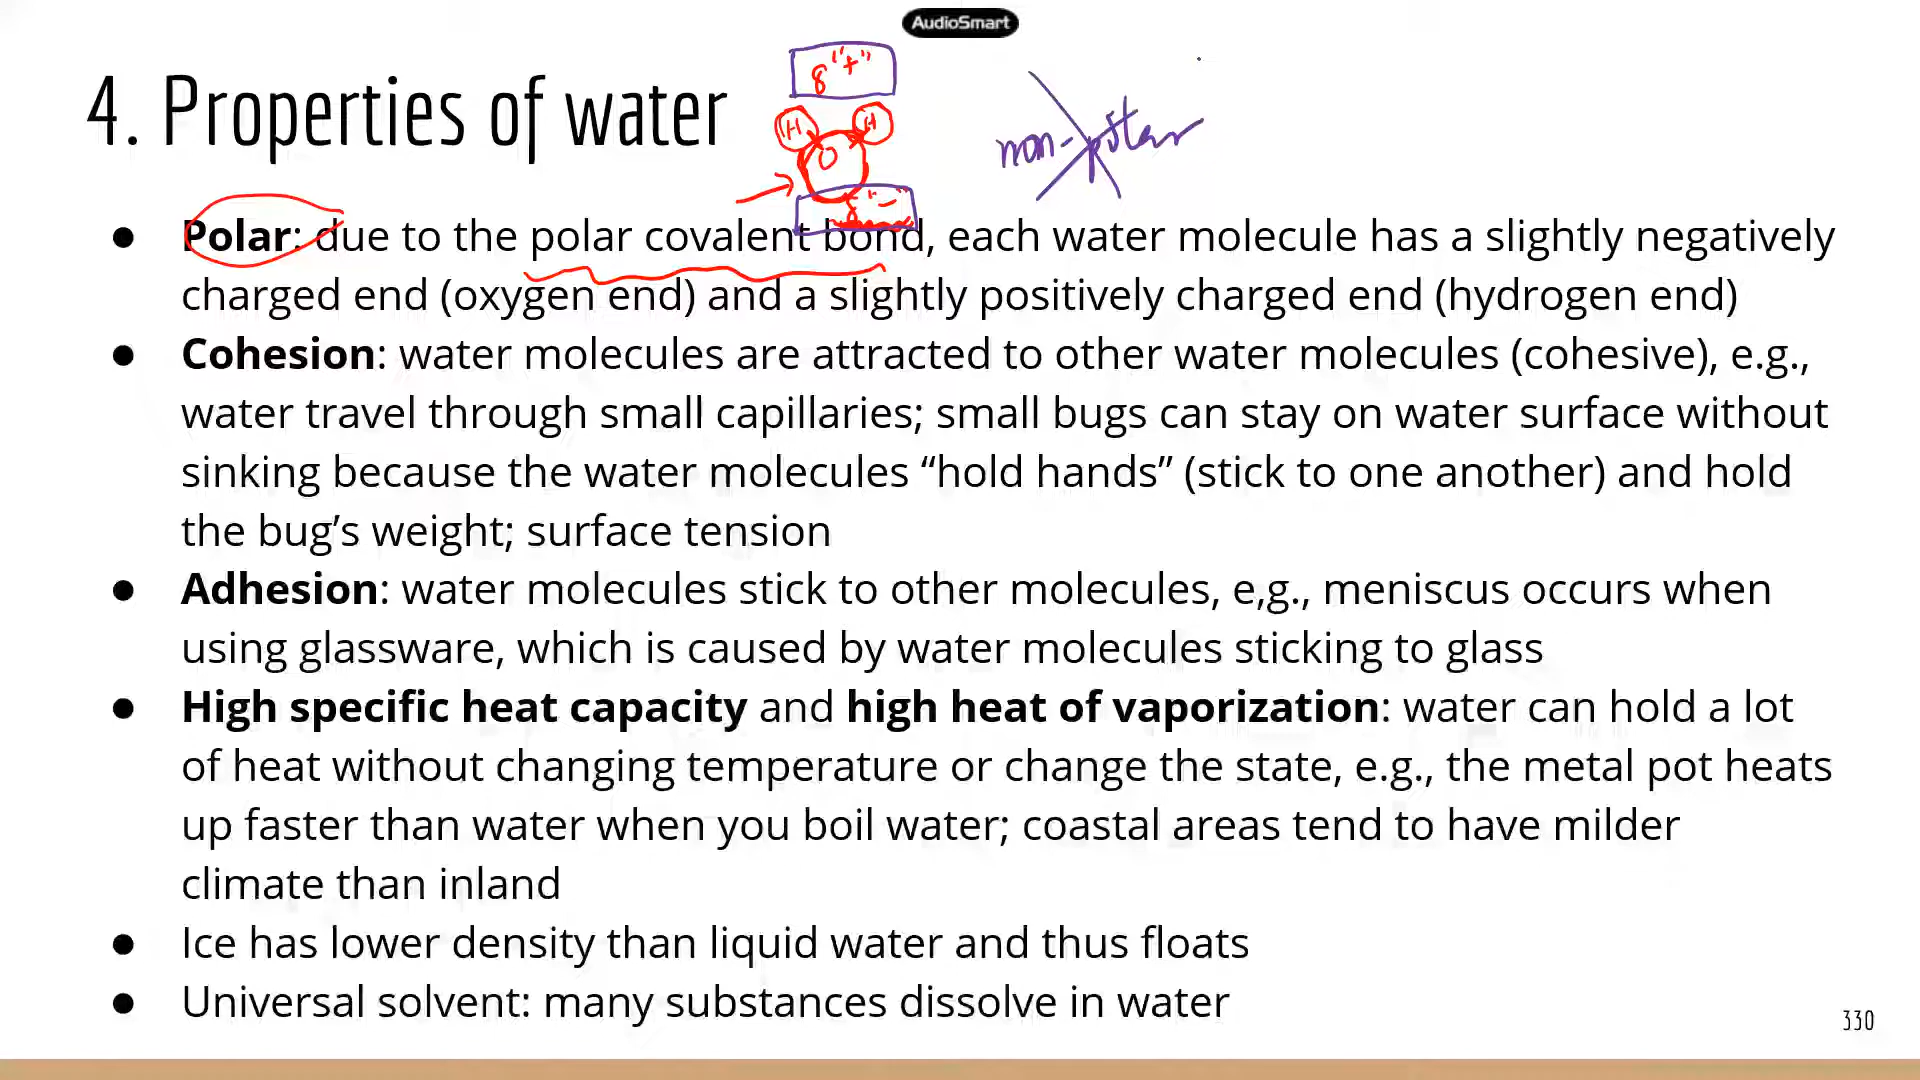 AudioSmart
4. Properties of water
8 "+"
H H
O
8 "-"
non-polar
● Polar: due to the polar covalent bond, each water molecule has a slightly negatively
charged end (oxygen end) and a slightly positively charged end (hydrogen end)
● Cohesion: water molecules are attracted to other water molecules (cohesive), e.g.,
water travel through small capillaries; small bugs can stay on water surface without
sinking because the water molecules “hold hands” (stick to one another) and hold
the bug’s weight; surface tension
● Adhesion: water molecules stick to other molecules, e,g., meniscus occurs when
using glassware, which is caused by water molecules sticking to glass
● High specific heat capacity and high heat of vaporization: water can hold a lot
of heat without changing temperature or change the state, e.g., the metal pot heats
up faster than water when you boil water; coastal areas tend to have milder
climate than inland
● Ice has lower density than liquid water and thus floats
● Universal solvent: many substances dissolve in water
330